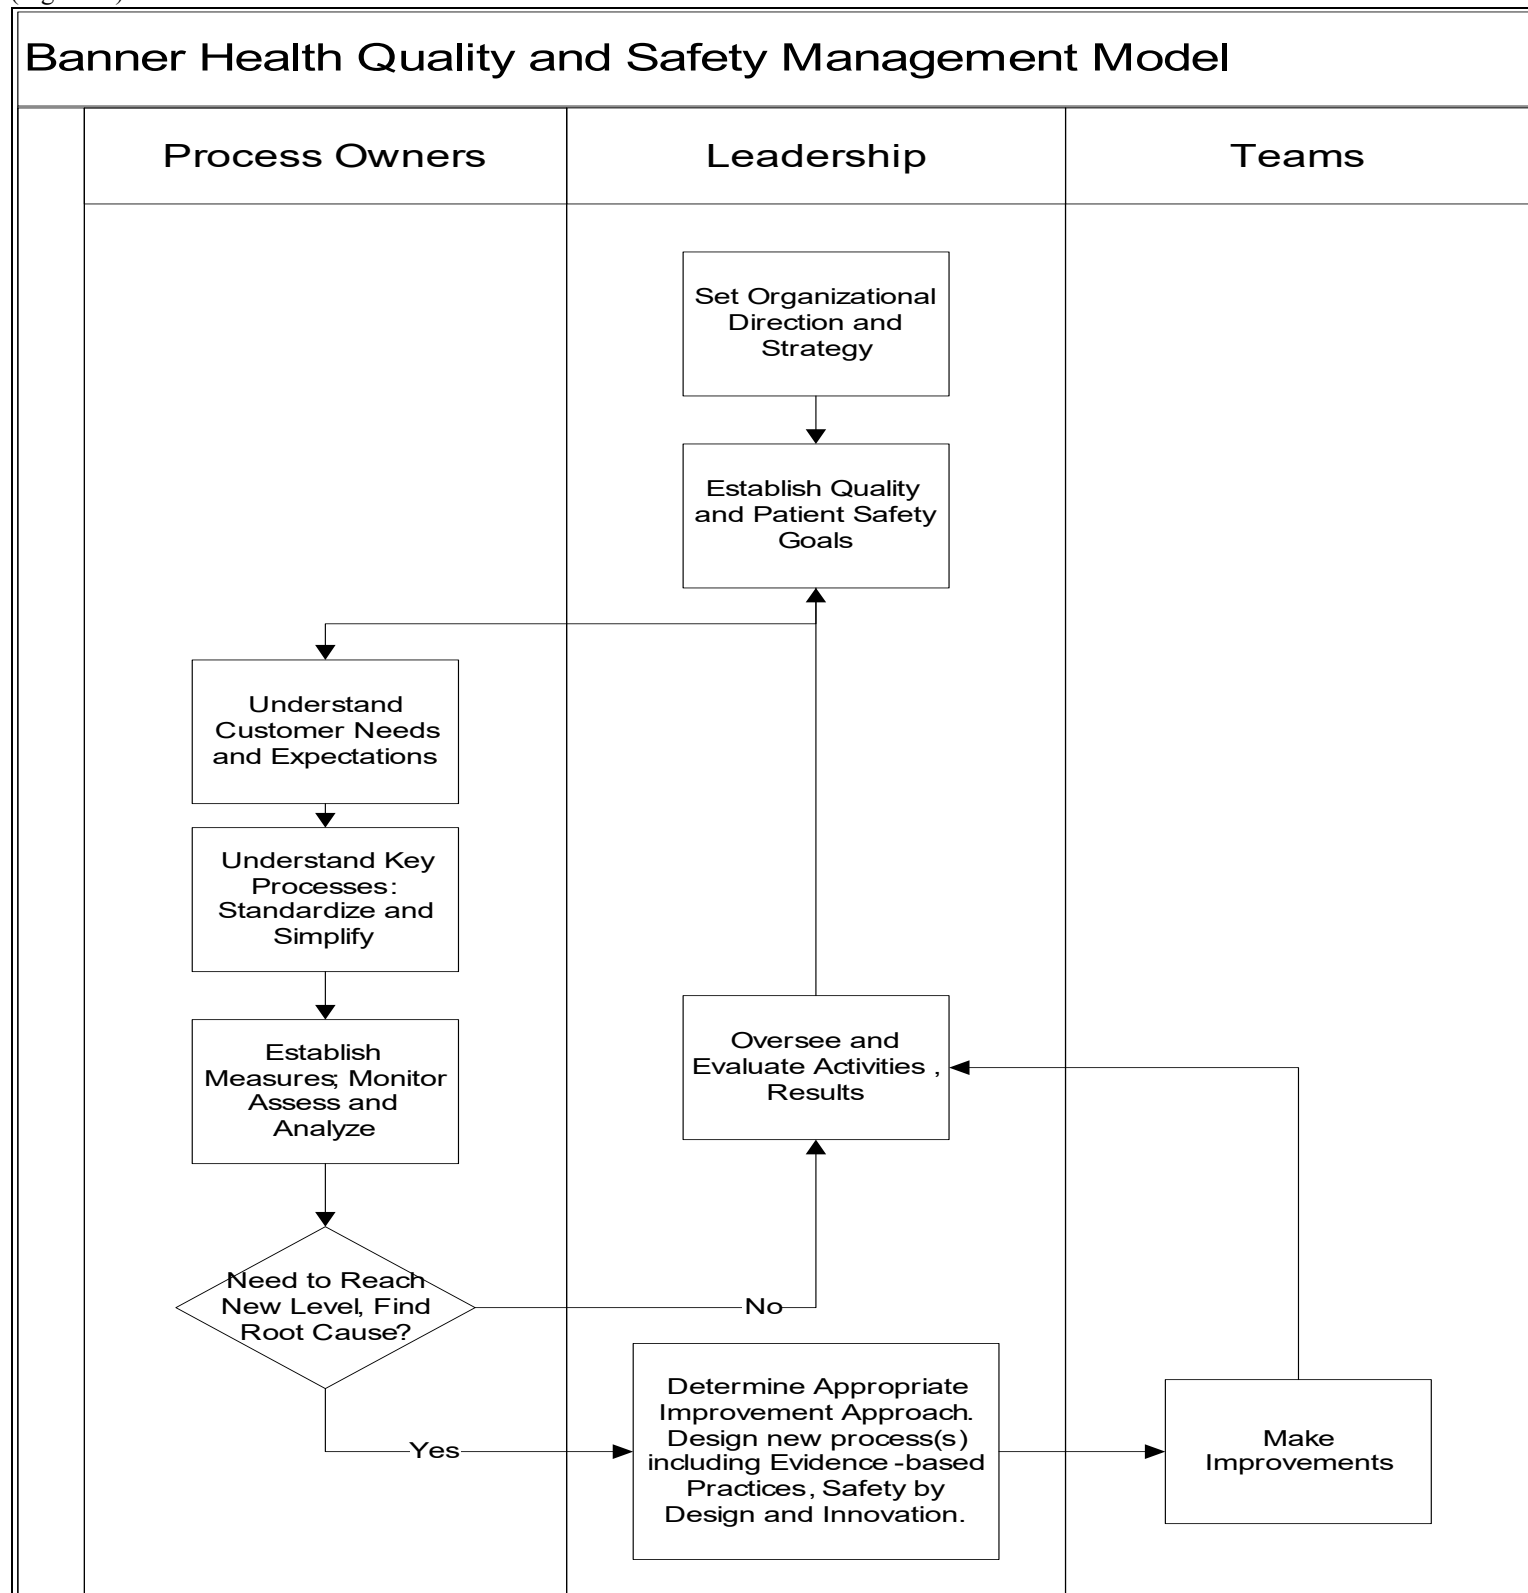 Banner Health Quality and Safety Management Model
Process Owners
Leadership
Teams
Set Organizational
Direction and
Strategy
Establish Quality
and Patient Safety
Goals
Understand
Customer Needs
and Expectations
Understand Key
Processes:
Standardize and
Simplify
Establish
Measures; Monitor
Assess and
Analyze
Oversee and
Evaluate Activities ,
Results
Need to Reach
New Level, Find
Root Cause?
No
Yes
Determine Appropriate
Improvement Approach.
Design new process(s)
including Evidence -based
Practices, Safety by
Design and Innovation.
Make
Improvements